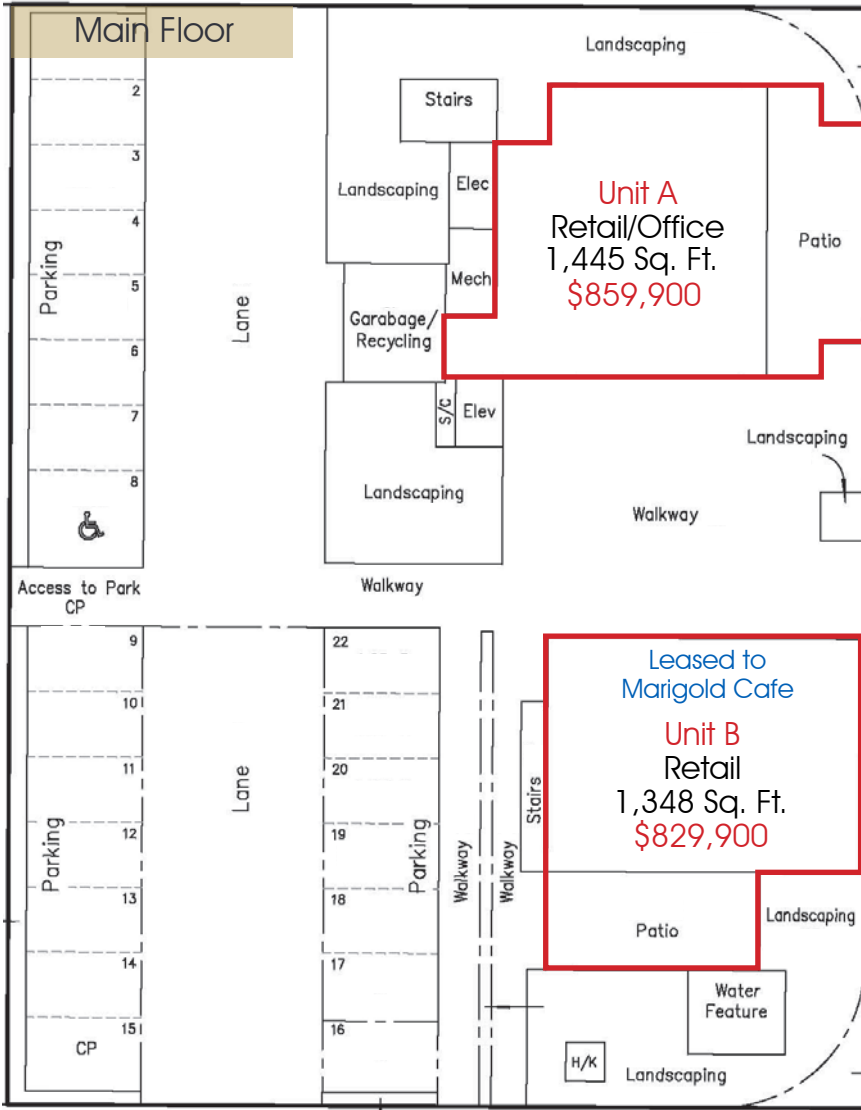 Main Floor
1
2
3
4
5
6
7
8
Parking
Lane
Landscaping
Stairs
Landscaping
Elec
Mech
Garabage/
Recycling
Unit A
Retail/Office
1,445 Sq. Ft.
$859,900
Patio
S/C
Elev
Landscaping
Landscaping
Walkway
Access to Park
CP
Walkway
9
10
11
12
13
14
15
Parking
CP
Lane
22
21
20
19
18
17
16
Parking
Walkway
Walkway
Stairs
Leased to
Marigold Cafe
Unit B
Retail
1,348 Sq. Ft.
$829,900
Patio
Landscaping
Water
Feature
H/K
Landscaping